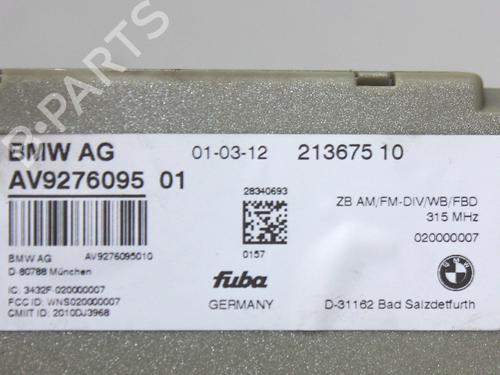 B-PARTS
BMW AG 01-03-12 213675 10
AV9276095 01
28340693
ZB AM/FM-DIV/WB/FBD
315 MHz
020000007
0157
BMW AG AV9276095010
D-80788 München
IC: 3432F-020000007
FCC ID: WNS020000007
CMIIT ID: 2010DJ3968
fuba
GERMANY
BMW
D-31162 Bad Salzdetfurth